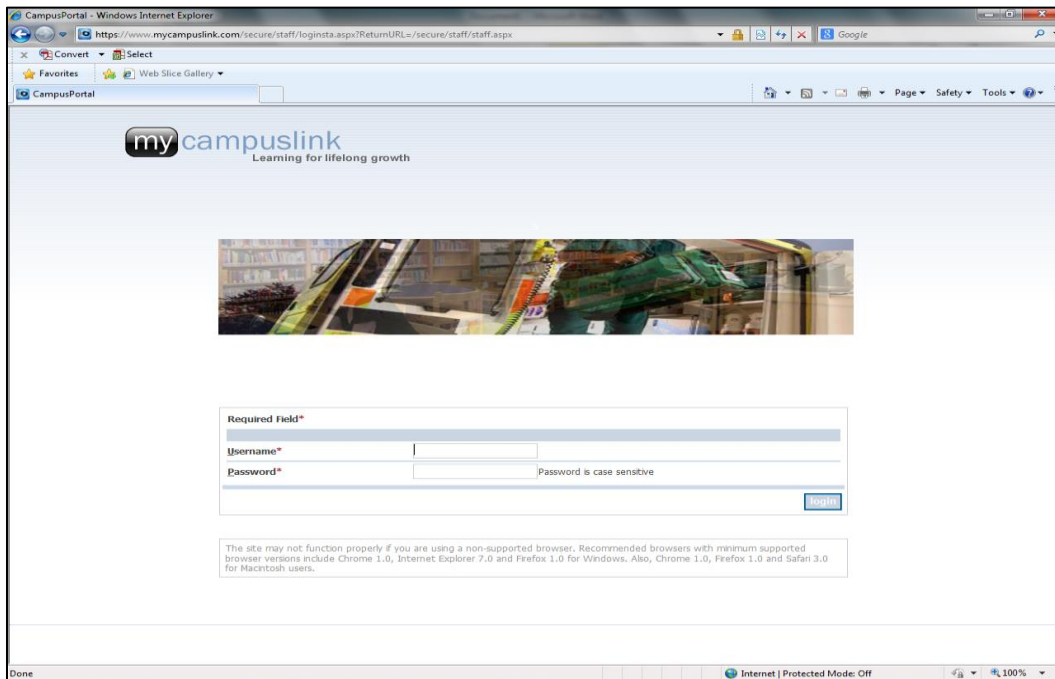 CampusPortal - Windows Internet Explorer
https://www.mycampuslink.com/secure/staff/loginsta.aspx?ReturnURL=/secure/staff/staff.aspx
Google
x Convert Select
Favorites Web Slice Gallery
CampusPortal
Page Safety Tools
my campuslink
Learning for lifelong growth
Required Field*
Username*
Password* Password is case sensitive
login
The site may not function properly if you are using a non-supported browser. Recommended browsers with minimum supported
browser versions include Chrome 1.0, Internet Explorer 7.0 and Firefox 1.0 for Windows. Also, Chrome 1.0, Firefox 1.0 and Safari 3.0
for Macintosh users.
Done
Internet | Protected Mode: Off
100%